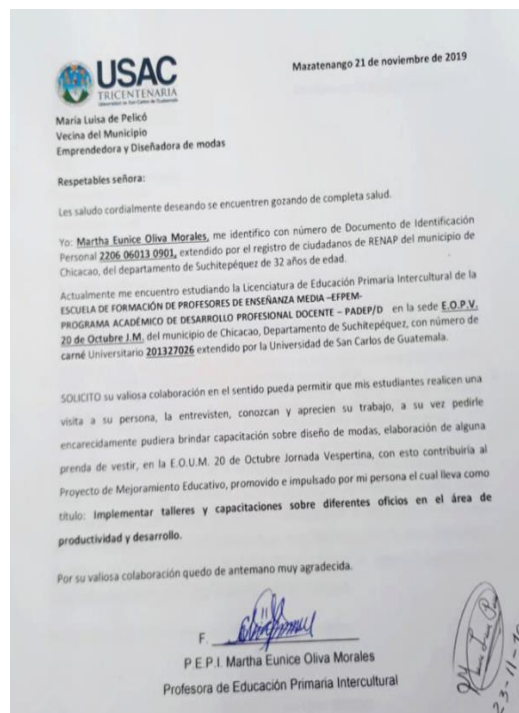 USAC
TRICENTENARIA
Universidad de San Carlos de Guatemala
Mazatenango 21 de noviembre de 2019
María Luisa de Pelicó
Vecina del Municipio
Emprendedora y Diseñadora de modas
Respetables señora:
Les saludo cordialmente deseando se encuentren gozando de completa salud.
Yo: Martha Eunice Oliva Morales, me identifico con número de Documento de Identificación
Personal 2206 06013 0901, extendido por el registro de ciudadanos de RENAP del municipio de
Chicacao, del departamento de Suchitepéquez de 32 años de edad.
Actualmente me encuentro estudiando la Licenciatura de Educación Primaria Intercultural de la
ESCUELA DE FORMACIÓN DE PROFESORES DE ENSEÑANZA MEDIA –EFPEM-
PROGRAMA ACADÉMICO DE DESARROLLO PROFESIONAL DOCENTE – PADEP/D en la sede E.O.P.V.
20 de Octubre J.M. del municipio de Chicacao, Departamento de Suchitepéquez, con número de
carné Universitario 201327026 extendido por la Universidad de San Carlos de Guatemala.
SOLICITO su valiosa colaboración en el sentido pueda permitir que mis estudiantes realicen una
visita a su persona, la entrevisten, conozcan y aprecien su trabajo, a su vez pedirle
encarecidamente pudiera brindar capacitación sobre diseño de modas, elaboración de alguna
prenda de vestir, en la E.O.U.M. 20 de Octubre Jornada Vespertina, con esto contribuiría al
Proyecto de Mejoramiento Educativo, promovido e impulsado por mi persona el cual lleva como
título: Implementar talleres y capacitaciones sobre diferentes oficios en el área de
productividad y desarrollo.
Por su valiosa colaboración quedo de antemano muy agradecida.
F.
P.E.P.I. Martha Eunice Oliva Morales
Profesora de Educación Primaria Intercultural
23-11-